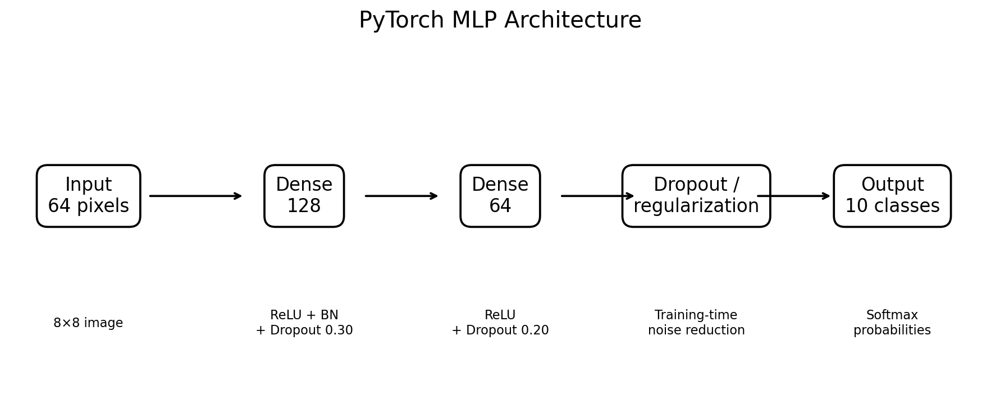 PyTorch MLP Architecture
Input
64 pixels
Dense
128
Dense
64
Dropout /
regularization
Output
10 classes
8×8 image
ReLU + BN
+ Dropout 0.30
ReLU
+ Dropout 0.20
Training-time
noise reduction
Softmax
probabilities